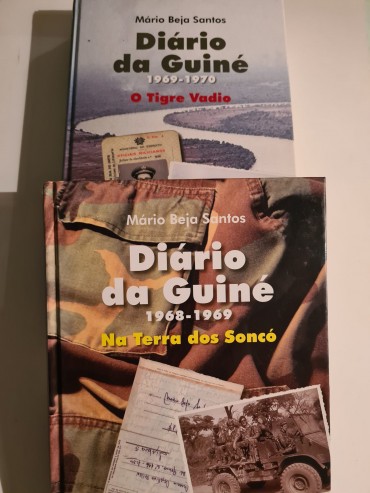 Mário Beja Santos
Diário
da Guiné
1969-1970
O Tigre Vadio
Mário Beja Santos
Diário
da Guiné
1968-1969
Na Terra dos Soncó